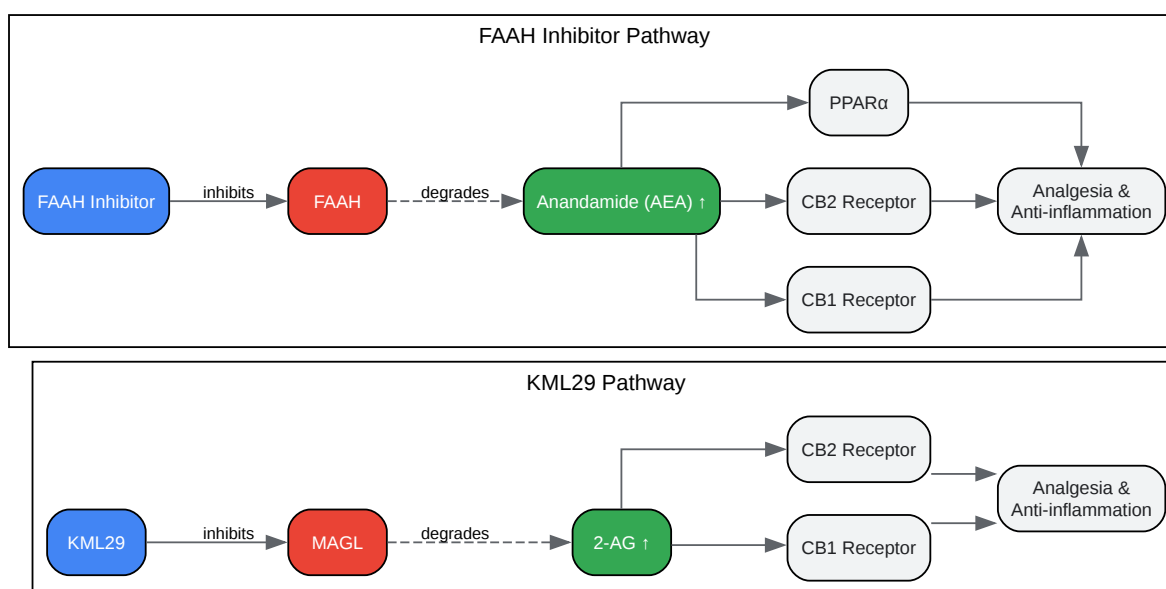 FAAH Inhibitor Pathway
PPARα
FAAH Inhibitor
inhibits
FAAH
degrades
Anandamide (AEA) ↑
CB2 Receptor
Analgesia &
Anti-inflammation
CB1 Receptor
KML29 Pathway
CB2 Receptor
Analgesia &
Anti-inflammation
KML29
inhibits
MAGL
degrades
2-AG ↑
CB1 Receptor